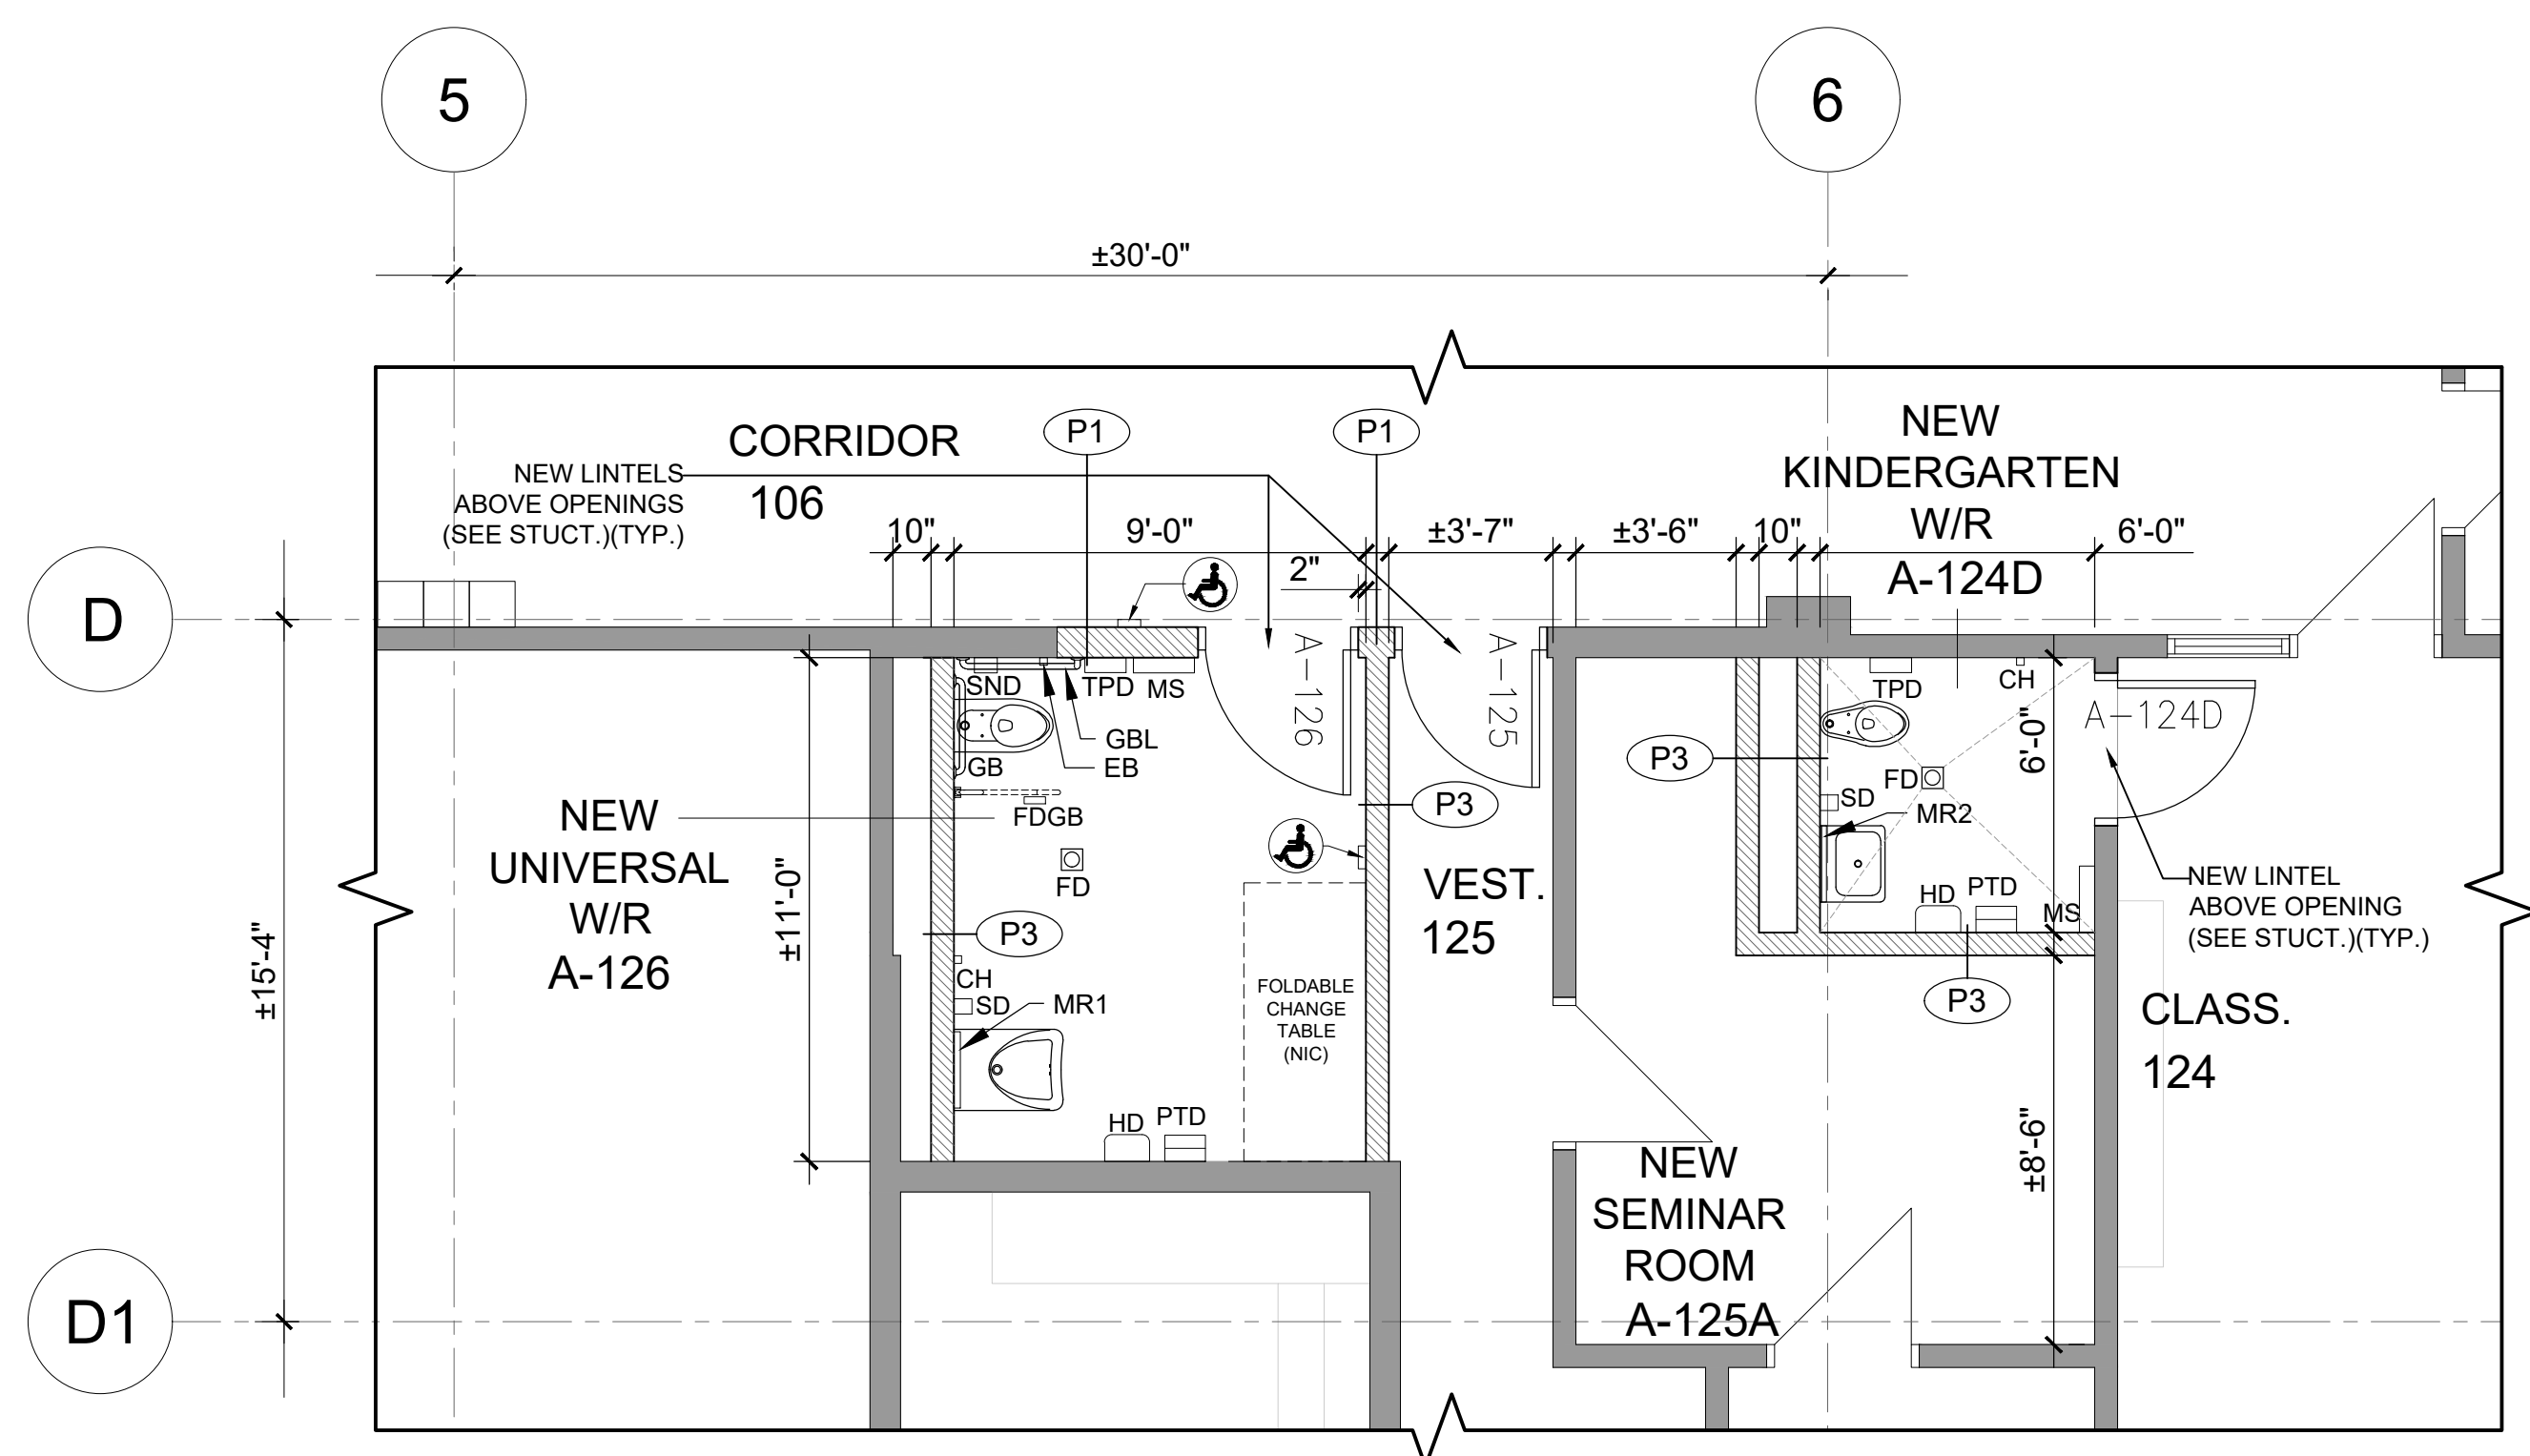 5
6
±30'-0"
CORRIDOR
106
P1
P1
NEW
KINDERGARTEN
W/R
A-124D
NEW LINTELS
ABOVE OPENINGS
(SEE STUCT.)(TYP.)
10"
9'-0"
±3'-7"
±3'-6"
10"
6'-0"
2"
D
SND
TPD
MS
A-126
A-125
TPD
CH
6'-0"
A-124D
GBL
EB
GB
P3
P3
FD
SD
MR2
FDGB
NEW
UNIVERSAL
W/R
A-126
±11'-0"
FD
VEST.
125
HD
PTD
MS
NEW LINTEL
ABOVE OPENING
(SEE STUCT.)(TYP.)
±15'-4"
P3
CH
SD
MR1
FOLDABLE
CHANGE
TABLE
(NIC)
P3
CLASS.
124
HD
PTD
±8'-6"
NEW
SEMINAR
ROOM
A-125A
D1